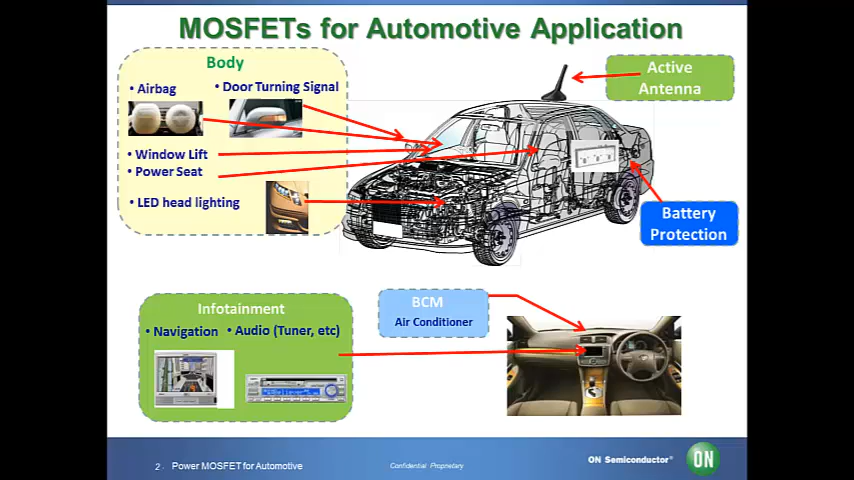 MOSFETs for Automotive Application
Body
• Airbag
• Door Turning Signal
• Window Lift
• Power Seat
• LED head lighting
Active
Antenna
Battery
Protection
Infotainment
• Navigation
• Audio (Tuner, etc)
BCM
Air Conditioner
2
Power MOSFET for Automotive
Confidential Proprietary
ON Semiconductor®
ON